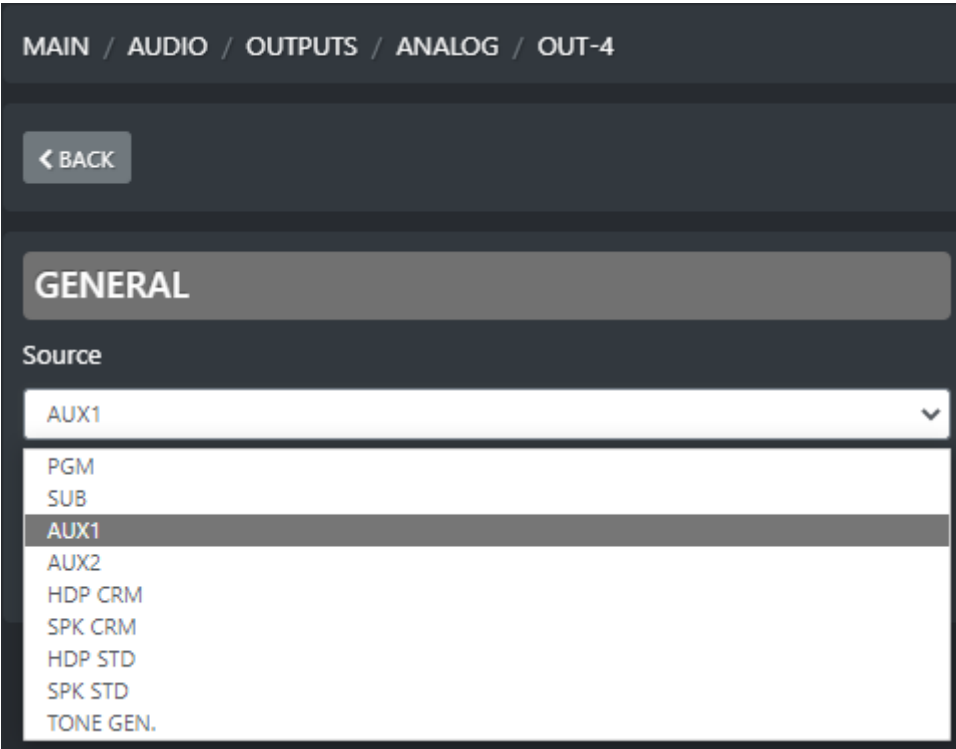 MAIN / AUDIO / OUTPUTS / ANALOG / OUT-4
BACK
GENERAL
Source
AUX1
PGM
SUB
AUX1
AUX2
HDP CRM
SPK CRM
HDP STD
SPK STD
TONE GEN.